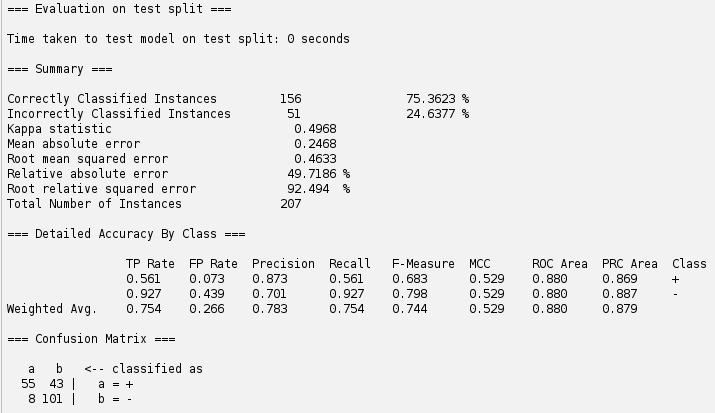 === Evaluation on test split ===
Time taken to test model on test split: 0 seconds
=== Summary ===
Correctly Classified Instances         156               75.3623 %
Incorrectly Classified Instances        51               24.6377 %
Kappa statistic                          0.4968
Mean absolute error                      0.2468
Root mean squared error                  0.4633
Relative absolute error                 49.7186 %
Root relative squared error             92.494  %
Total Number of Instances              207
=== Detailed Accuracy By Class ===
                 TP Rate  FP Rate  Precision  Recall   F-Measure  MCC      ROC Area  PRC Area  Class
                 0.561    0.073    0.873      0.561    0.683      0.529    0.880     0.869     +
                 0.927    0.439    0.701      0.927    0.798      0.529    0.880     0.887     -
Weighted Avg.    0.754    0.266    0.783      0.754    0.744      0.529    0.880     0.879
=== Confusion Matrix ===
   a   b   <-- classified as
  55  43 |   a = +
   8 101 |   b = -